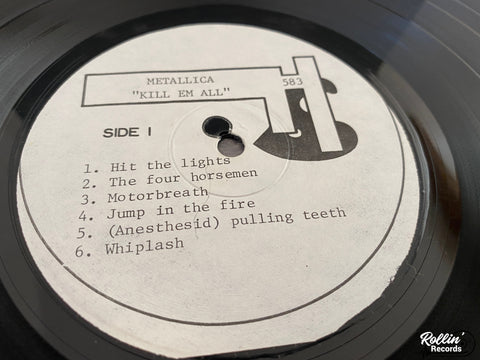 METALLICA
"KILL EM ALL"
583
SIDE I
1. Hit the lights
2. The four horsemen
3. Motorbreath
4. Jump in the fire
5. (Anesthesid) pulling teeth
6. Whiplash
Rollin'
Records